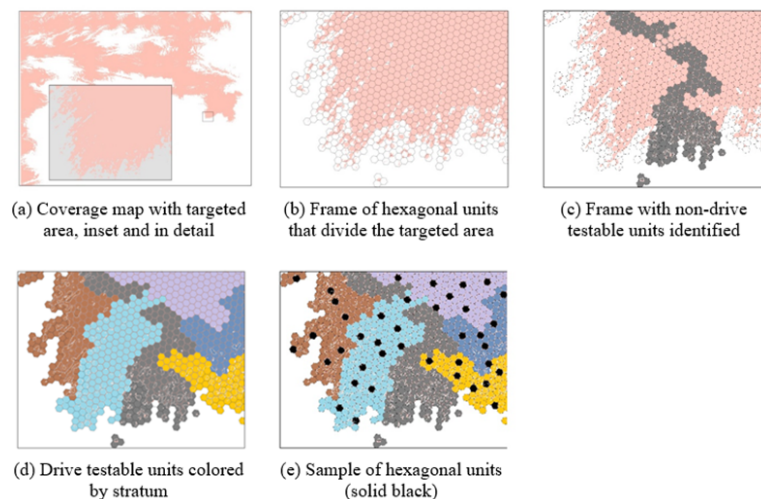 (a) Coverage map with targeted
area, inset and in detail
(b) Frame of hexagonal units
that divide the targeted area
(c) Frame with non-drive
testable units identified
(d) Drive testable units colored
by stratum
(e) Sample of hexagonal units
(solid black)